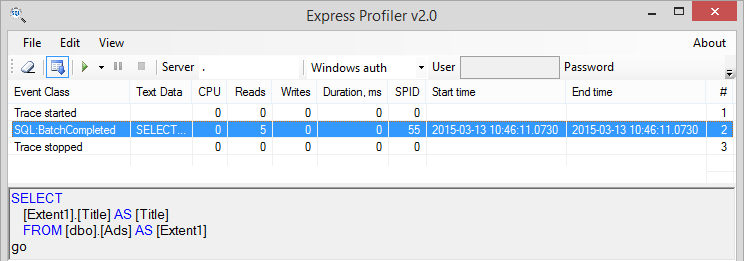 Express Profiler v2.0
File Edit View About
Server . Windows auth User Password
Event Class Text Data CPU Reads Writes Duration, ms SPID Start time End time #
Trace started 0 0 0 0 0 1
SQL:BatchCompleted SELECT... 0 5 0 0 55 2015-03-13 10:46:11.0730 2015-03-13 10:46:11.0730 2
Trace stopped 0 0 0 0 0 3
SELECT
[Extent1].[Title] AS [Title]
FROM [dbo].[Ads] AS [Extent1]
go